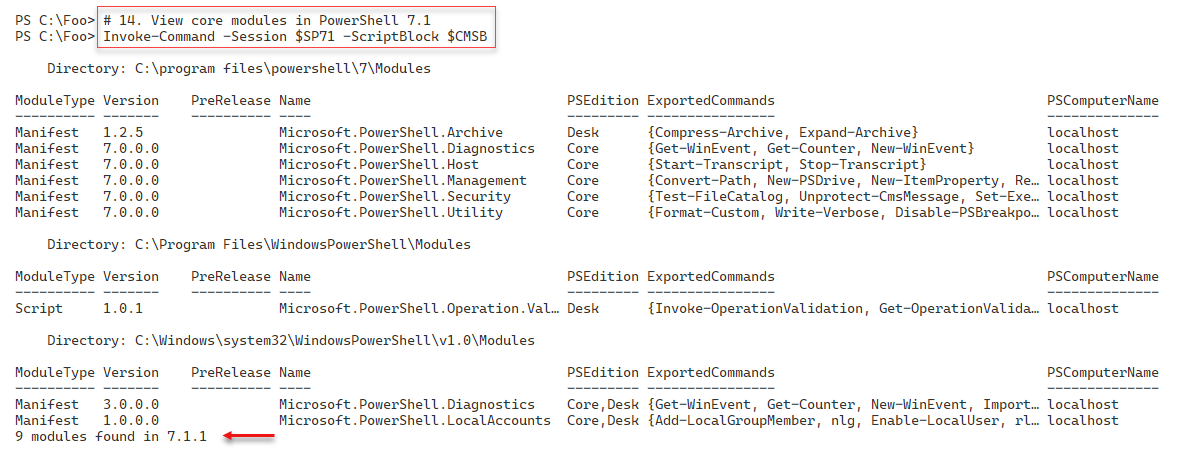 PS C:\Foo> # 14. View core modules in PowerShell 7.1
PS C:\Foo> Invoke-Command -Session $SP71 -ScriptBlock $CMSB
    Directory: C:\program files\powershell\7\Modules
ModuleType Version    PreRelease Name                                PSEdition ExportedCommands                                  PSComputerName
---------- -------    ---------- ----                                --------- ----------------                                  --------------
Manifest   1.2.5                 Microsoft.PowerShell.Archive        Desk      {Compress-Archive, Expand-Archive}                localhost
Manifest   7.0.0.0               Microsoft.PowerShell.Diagnostics    Core      {Get-WinEvent, Get-Counter, New-WinEvent}         localhost
Manifest   7.0.0.0               Microsoft.PowerShell.Host           Core      {Start-Transcript, Stop-Transcript}               localhost
Manifest   7.0.0.0               Microsoft.PowerShell.Management     Core      {Convert-Path, New-PSDrive, New-ItemProperty, Re… localhost
Manifest   7.0.0.0               Microsoft.PowerShell.Security       Core      {Test-FileCatalog, Unprotect-CmsMessage, Set-Exe… localhost
Manifest   7.0.0.0               Microsoft.PowerShell.Utility        Core      {Format-Custom, Write-Verbose, Disable-PSBreakpo… localhost
    Directory: C:\Program Files\WindowsPowerShell\Modules
ModuleType Version    PreRelease Name                                PSEdition ExportedCommands                                  PSComputerName
---------- -------    ---------- ----                                --------- ----------------                                  --------------
Script     1.0.1                 Microsoft.PowerShell.Operation.Val… Desk      {Invoke-OperationValidation, Get-OperationValida… localhost
    Directory: C:\Windows\system32\WindowsPowerShell\v1.0\Modules
ModuleType Version    PreRelease Name                                PSEdition ExportedCommands                                  PSComputerName
---------- -------    ---------- ----                                --------- ----------------                                  --------------
Manifest   3.0.0.0               Microsoft.PowerShell.Diagnostics    Core,Desk {Get-WinEvent, Get-Counter, New-WinEvent, Import… localhost
Manifest   1.0.0.0               Microsoft.PowerShell.LocalAccounts  Core,Desk {Add-LocalGroupMember, nlg, Enable-LocalUser, rl… localhost
9 modules found in 7.1.1